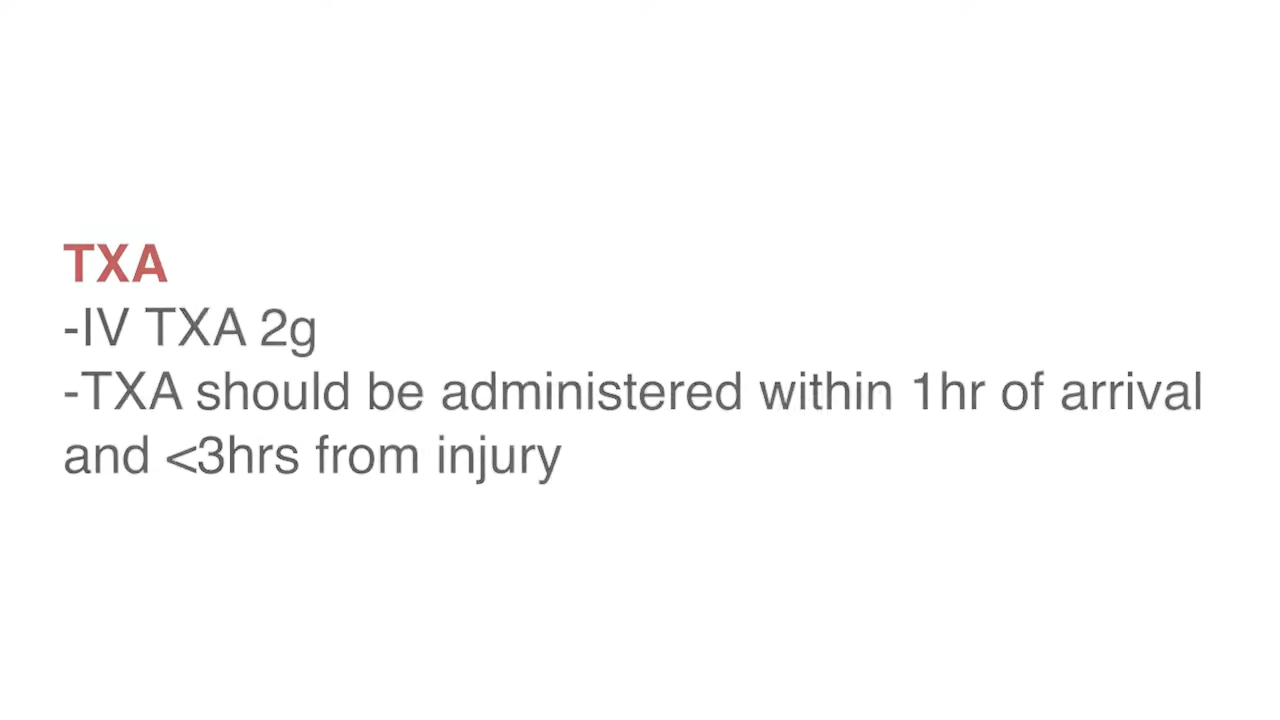 TXA
-IV TXA 2g
-TXA should be administered within 1hr of arrival
and <3hrs from injury